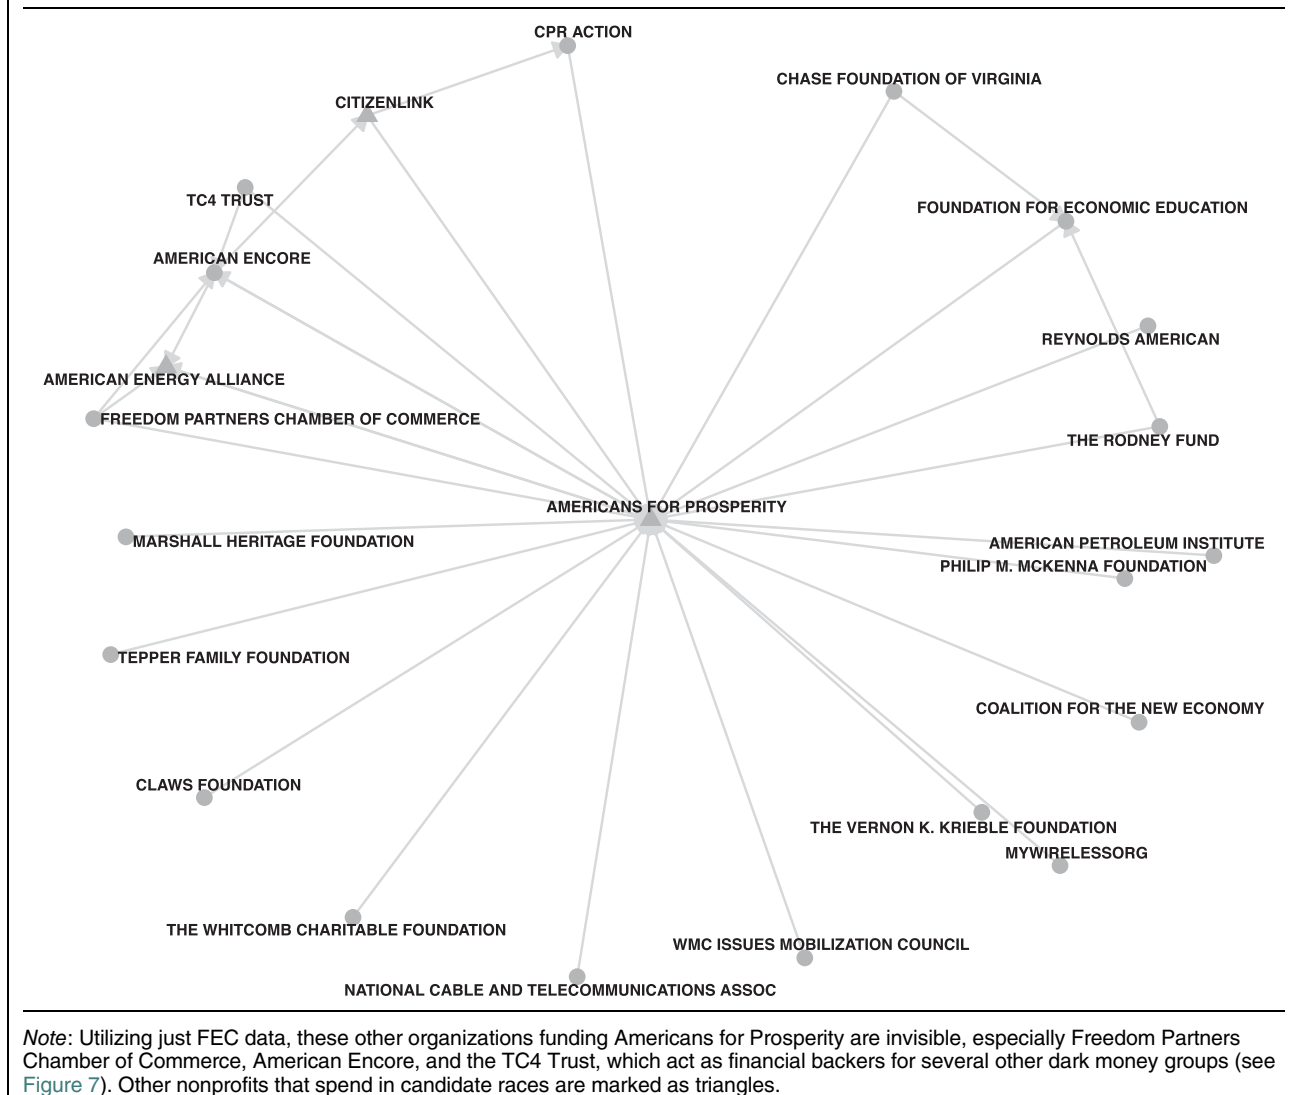 CPR ACTION
CHASE FOUNDATION OF VIRGINIA
CITIZENLINK
TC4 TRUST
FOUNDATION FOR ECONOMIC EDUCATION
AMERICAN ENCORE
REYNOLDS AMERICAN
AMERICAN ENERGY ALLIANCE
FREEDOM PARTNERS CHAMBER OF COMMERCE
THE RODNEY FUND
AMERICANS FOR PROSPERITY
MARSHALL HERITAGE FOUNDATION
AMERICAN PETROLEUM INSTITUTE
PHILIP M. MCKENNA FOUNDATION
TEPPER FAMILY FOUNDATION
COALITION FOR THE NEW ECONOMY
CLAWS FOUNDATION
THE VERNON K. KRIEBLE FOUNDATION
MYWIRELESSORG
THE WHITCOMB CHARITABLE FOUNDATION
WMC ISSUES MOBILIZATION COUNCIL
NATIONAL CABLE AND TELECOMMUNICATIONS ASSOC
Note: Utilizing just FEC data, these other organizations funding Americans for Prosperity are invisible, especially Freedom Partners
Chamber of Commerce, American Encore, and the TC4 Trust, which act as financial backers for several other dark money groups (see
Figure 7). Other nonprofits that spend in candidate races are marked as triangles.